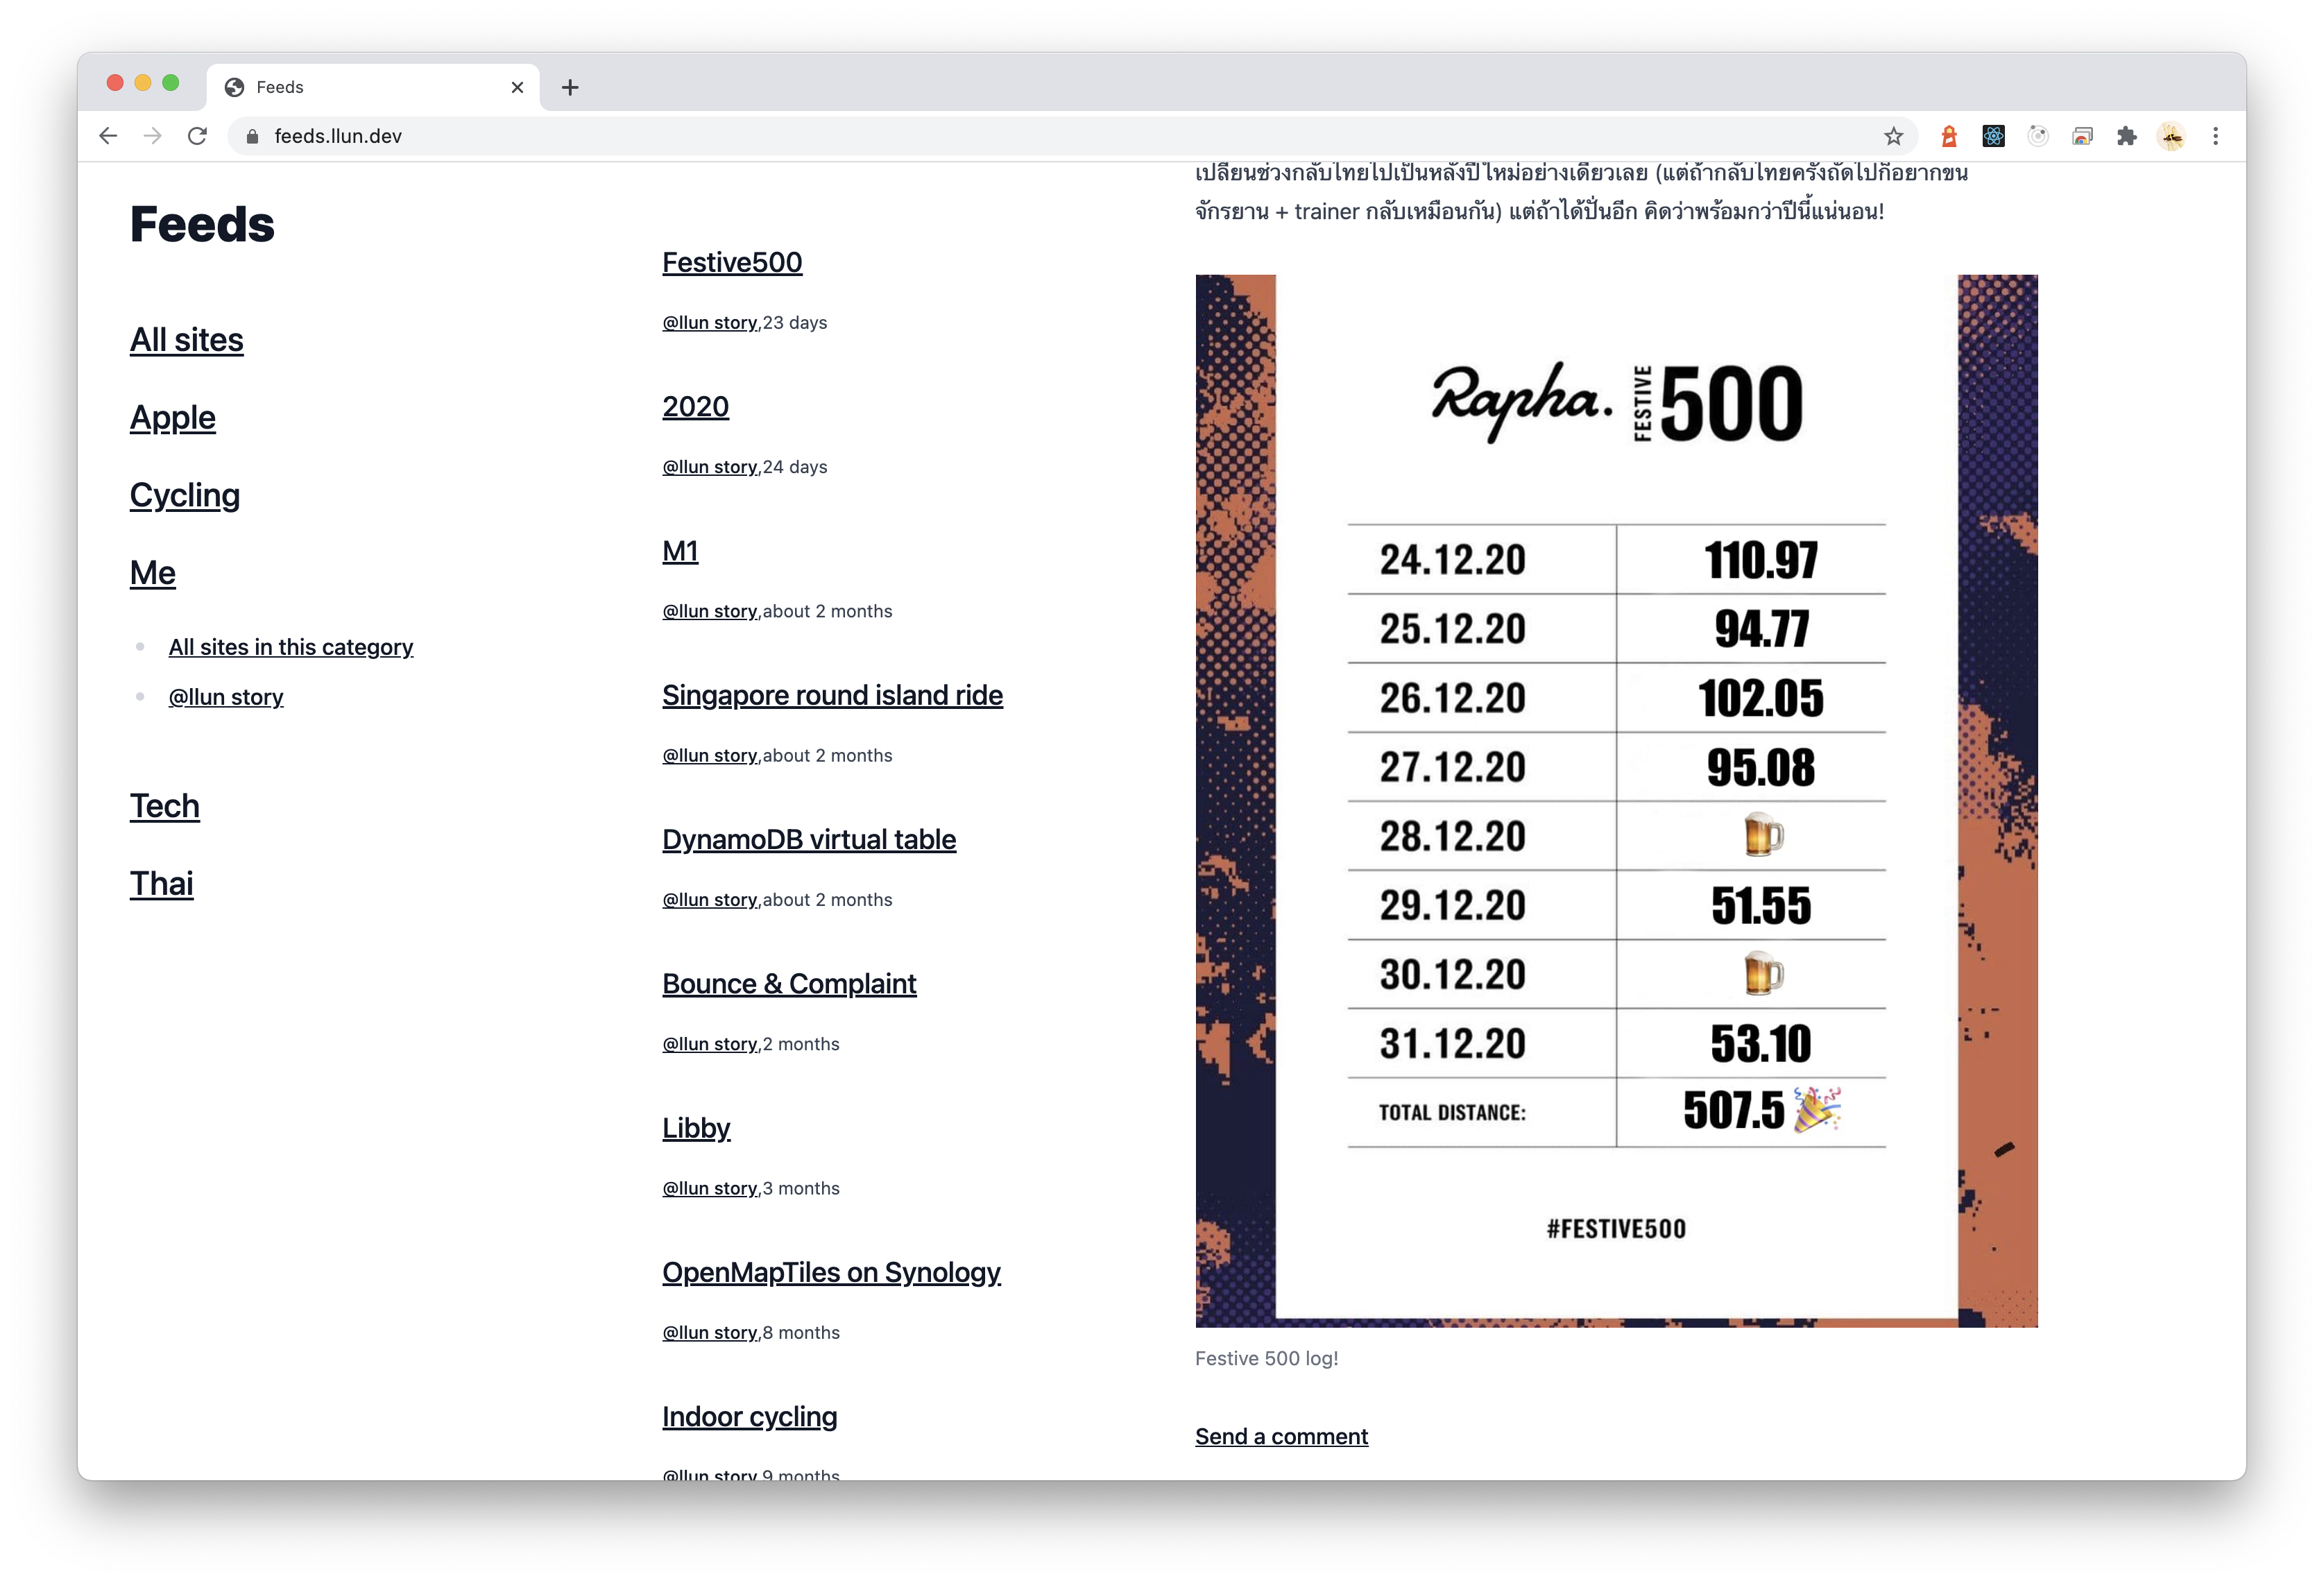 Feeds
feeds.llun.dev
Feeds
All sites
Apple
Cycling
Me
All sites in this category
@llun story
Tech
Thai
Festive500
@llun story,23 days
2020
@llun story,24 days
M1
@llun story,about 2 months
Singapore round island ride
@llun story,about 2 months
DynamoDB virtual table
@llun story,about 2 months
Bounce & Complaint
@llun story,2 months
Libby
@llun story,3 months
OpenMapTiles on Synology
@llun story,8 months
Indoor cycling
@llun story,9 months
เปลี่ยนช่วงกลับไทยไปเป็นหลังปีใหม่อย่างเดียวเลย (แต่ถ้ากลับไทยครั้งถัดไปก็อยากขน
จักรยาน + trainer กลับเหมือนกัน) แต่ถ้าได้ปั่นอีก คิดว่าพร้อมกว่าปีนี้แน่นอน!
Rapha. FESTIVE 500
24.12.20 110.97
25.12.20 94.77
26.12.20 102.05
27.12.20 95.08
28.12.20 🍺
29.12.20 51.55
30.12.20 🍺
31.12.20 53.10
TOTAL DISTANCE: 507.5 🎉
#FESTIVE500
Festive 500 log!
Send a comment